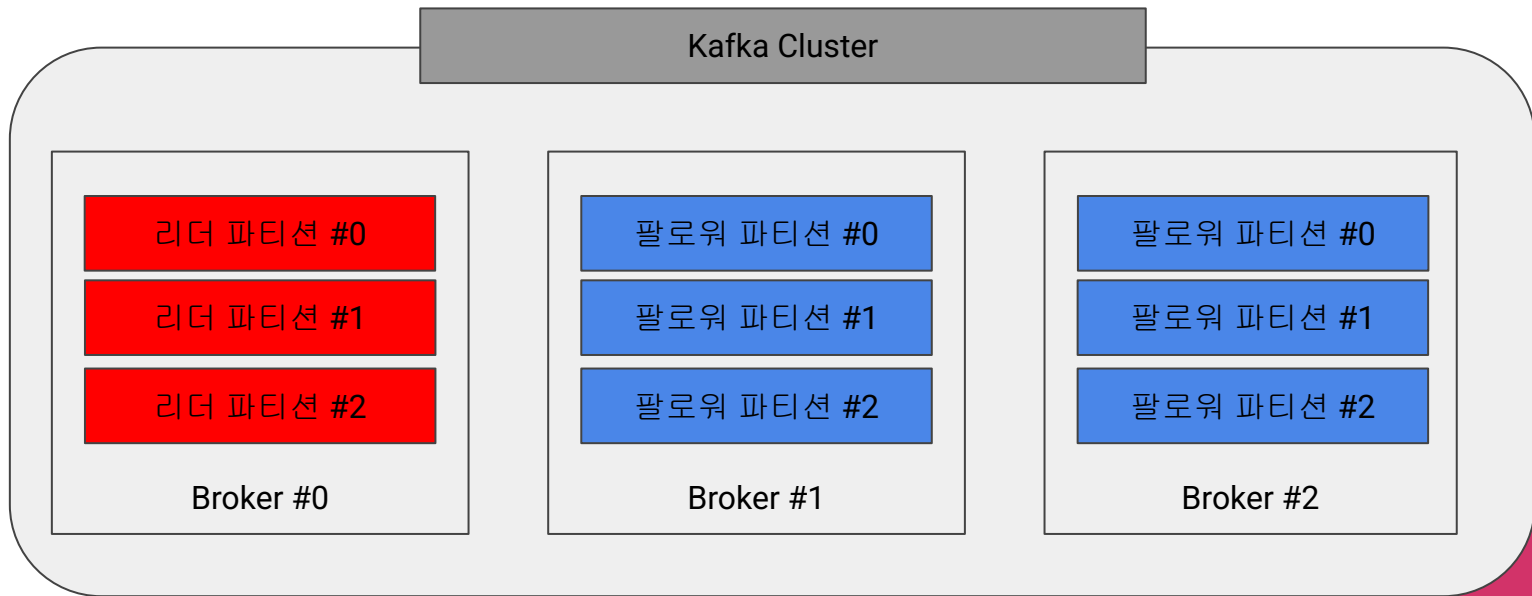 Kafka Cluster
리더 파티션 #0
리더 파티션 #1
리더 파티션 #2
Broker #0
팔로워 파티션 #0
팔로워 파티션 #1
팔로워 파티션 #2
Broker #1
팔로워 파티션 #0
팔로워 파티션 #1
팔로워 파티션 #2
Broker #2